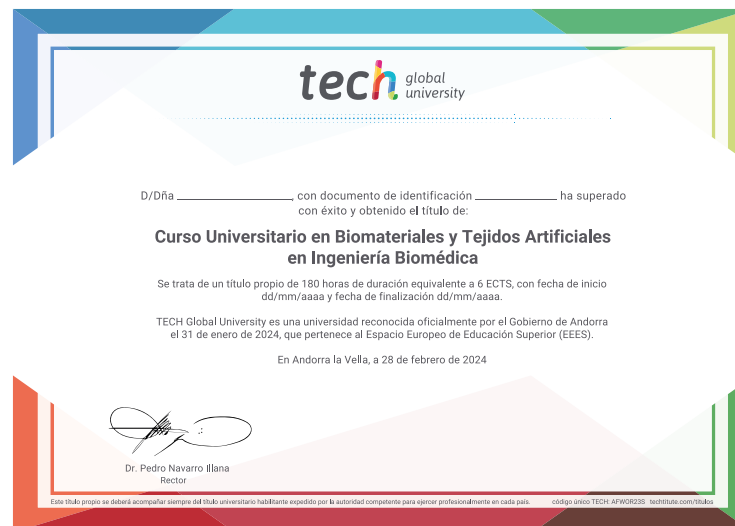 tech global university
D/Dña ____________, con documento de identificación ____________ ha superado
con éxito y obtenido el título de:
Curso Universitario en Biomateriales y Tejidos Artificiales
en Ingeniería Biomédica
Se trata de un título propio de 180 horas de duración equivalente a 6 ECTS, con fecha de inicio
dd/mm/aaaa y fecha de finalización dd/mm/aaaa.
TECH Global University es una universidad reconocida oficialmente por el Gobierno de Andorra
el 31 de enero de 2024, que pertenece al Espacio Europeo de Educación Superior (EEES).
En Andorra la Vella, a 28 de febrero de 2024
Dr. Pedro Navarro Illana
Rector
Este título propio se deberá acompañar siempre del título universitario habilitante expedido por la autoridad competente para ejercer profesionalmente en cada país. código único TECH: AFWOR23S techtitute.com/titulos